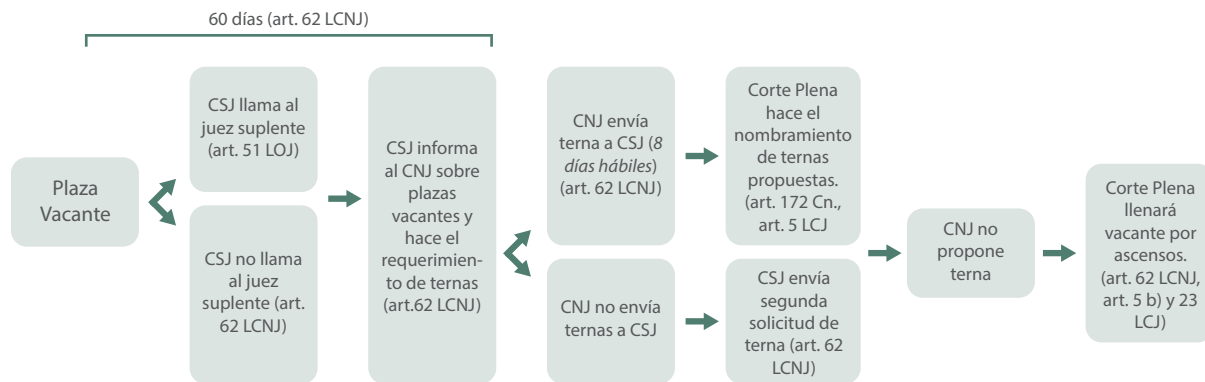 60 días (art. 62 LCNJ)
Plaza
Vacante
CSJ llama al
juez suplente
(art. 51 LOJ)
CSJ no llama
al juez
suplente (art.
62 LCNJ)
CSJ informa
al CNJ sobre
plazas
vacantes y
hace el
requerimien-
to de ternas
(art.62 LCNJ)
CNJ envía
terna a CSJ (8
días hábiles)
(art. 62 LCNJ)
CNJ no envía
ternas a CSJ
Corte Plena
hace el
nombramiento
de ternas
propuestas.
(art. 172 Cn.,
art. 5 LCJ
CSJ envía
segunda
solicitud de
terna (art. 62
LCNJ)
CNJ no
propone
terna
Corte Plena
llenará
vacante por
ascensos.
(art. 62 LCNJ,
art. 5 b) y 23
LCJ)